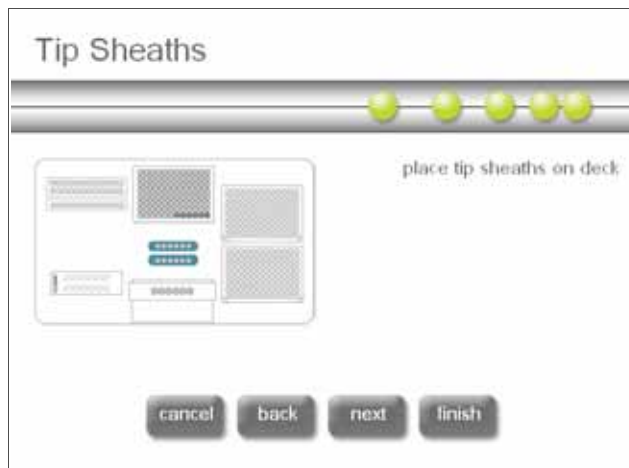 Tip Sheaths
place tip sheaths on deck
cancel
back
next
finish